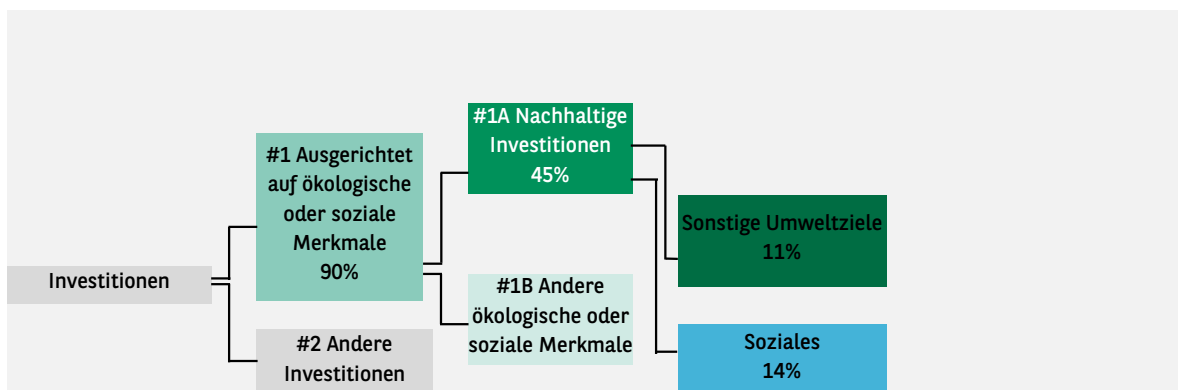 Investitionen
#1 Ausgerichtet
auf ökologische
oder soziale
Merkmale
90%
#2 Andere
Investitionen
#1A Nachhaltige
Investitionen
45%
#1B Andere
ökologische oder
soziale Merkmale
Sonstige Umweltziele
11%
Soziales
14%